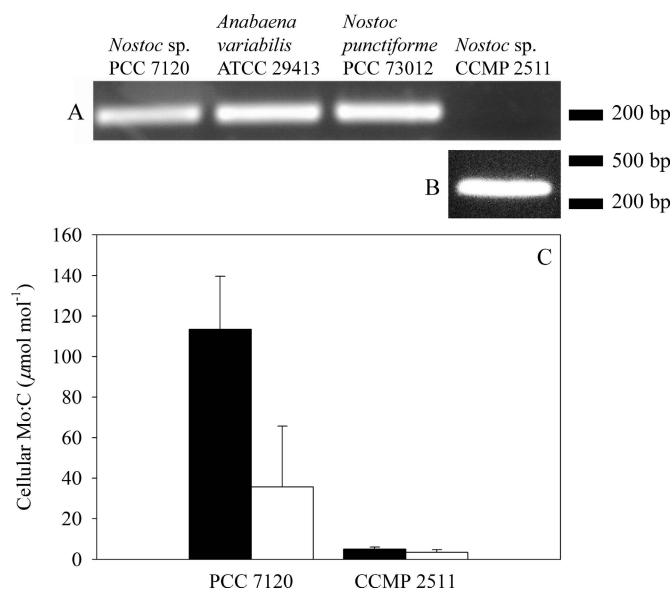 Nostoc sp.
PCC 7120
Anabaena
variabilis
ATCC 29413
Nostoc
punctiforme
PCC 73012
Nostoc sp.
CCMP 2511
A
200 bp
500 bp
B
200 bp
C
Cellular Mo:C (μmol mol⁻¹)
160
140
120
100
80
60
40
20
0
PCC 7120
CCMP 2511